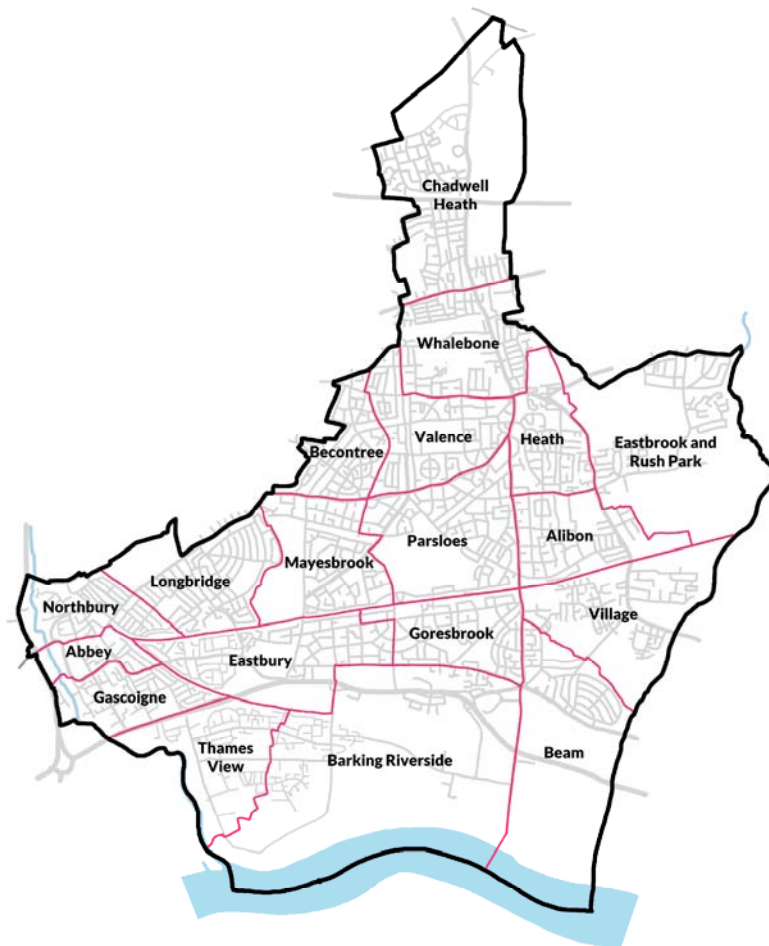 Chadwell
Heath
Whalebone
Valence
Heath
Becontree
Eastbrook and
Rush Park
Parsloes
Alibon
Mayesbrook
Longbridge
Northbury
Village
Goresbrook
Abbey
Eastbury
Gascoigne
Thames
View
Barking Riverside
Beam